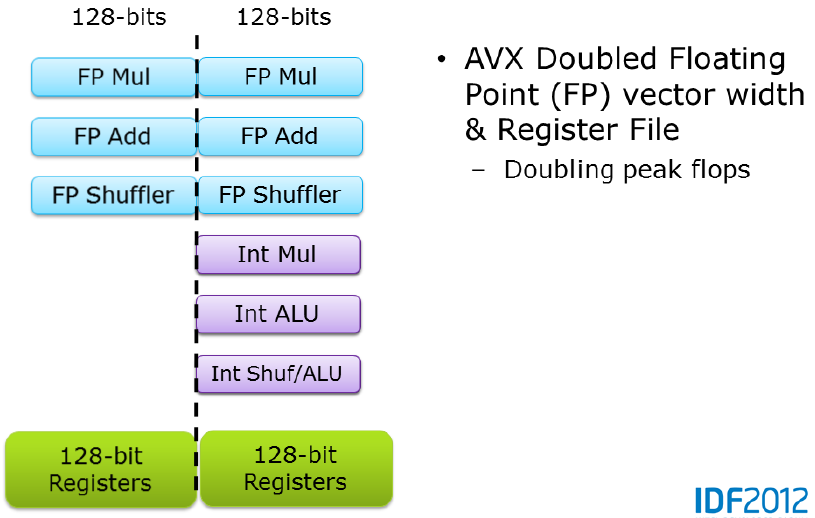 128-bits 128-bits
FP Mul FP Mul
FP Add FP Add
FP Shuffler FP Shuffler
Int Mul
Int ALU
Int Shuf/ALU
128-bit
Registers
128-bit
Registers
• AVX Doubled Floating
Point (FP) vector width
& Register File
– Doubling peak flops
IDF2012